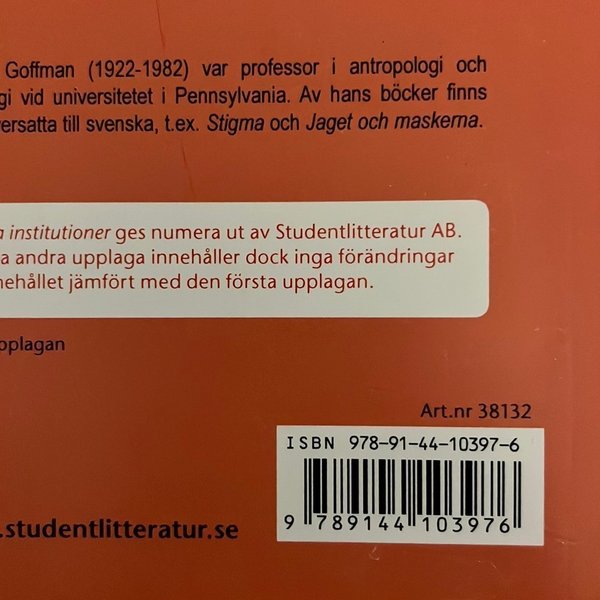 Goffman (1922-1982) var professor i antropologi och
gi vid universitetet i Pennsylvania. Av hans böcker finns
versatta till svenska, t.ex. Stigma och Jaget och maskerna.
a institutioner ges numera ut av Studentlitteratur AB.
a andra upplaga innehåller dock inga förändringar
nehållet jämfört med den första upplagan.
pplagan
Art.nr 38132
ISBN 978-91-44-10397-6
9 789144 103976
.studentlitteratur.se